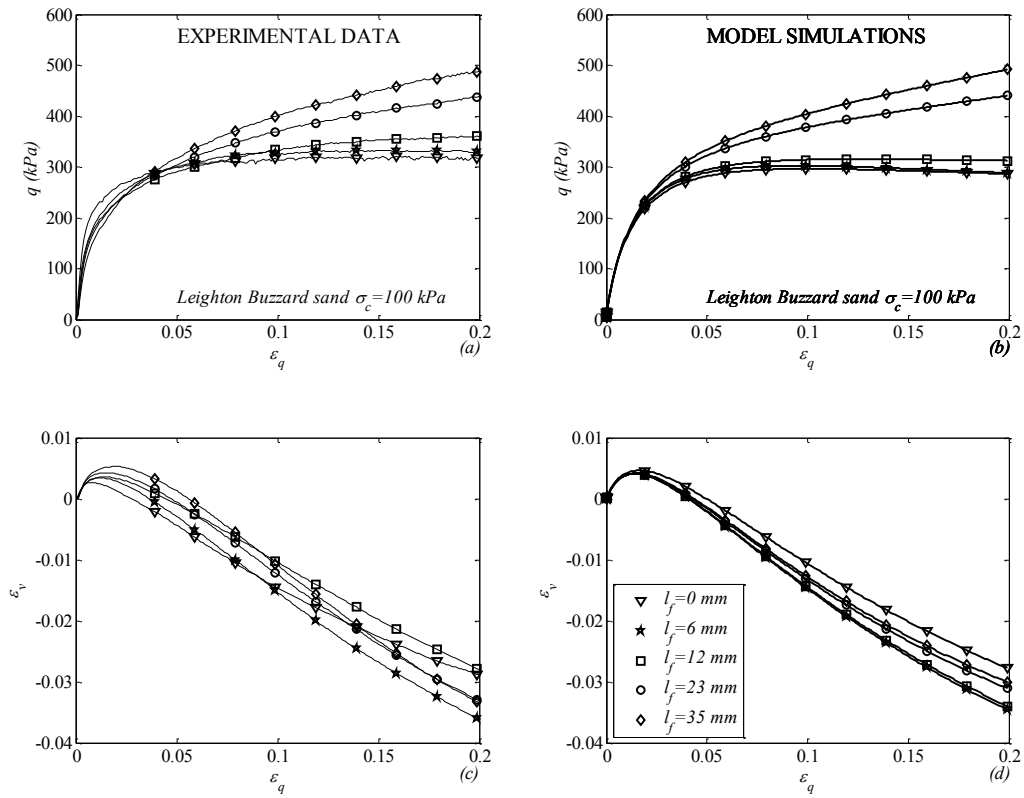 EXPERIMENTAL DATA
600
500
400
300
200
100
0
q (kPa)
Leighton Buzzard sand σc=100 kPa
0 0.05 0.1 0.15 0.2
εq
(a)
MODEL SIMULATIONS
600
500
400
300
200
100
0
q (kPa)
Leighton Buzzard sand σc=100 kPa
0 0.05 0.1 0.15 0.2
εq
(b)
0.01
0
-0.01
-0.02
-0.03
-0.04
εv
0 0.05 0.1 0.15 0.2
εq
(c)
0.01
0
-0.01
-0.02
-0.03
-0.04
εv
lf=0 mm
lf=6 mm
lf=12 mm
lf=23 mm
lf=35 mm
0 0.05 0.1 0.15 0.2
εq
(d)